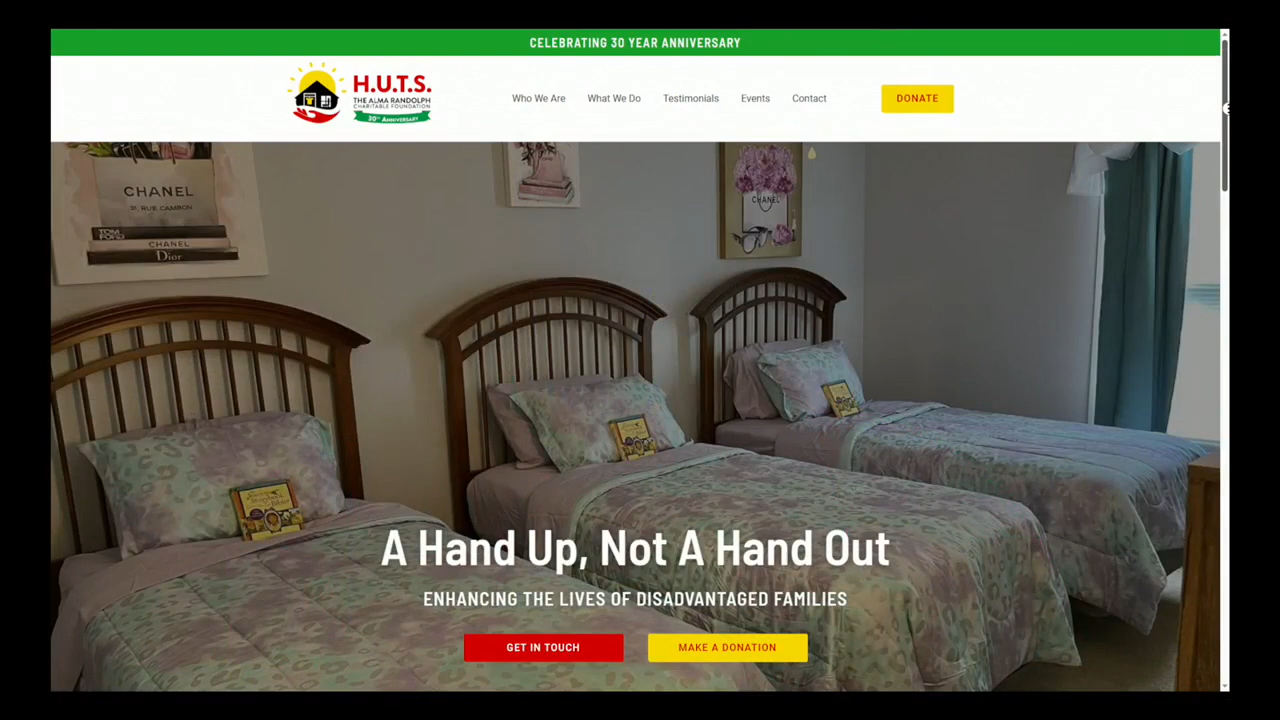 CELEBRATING 30 YEAR ANNIVERSARY
H.U.T.S.
THE ALMA RANDOLPH
CHARITABLE FOUNDATION
30th ANNIVERSARY
Who We Are
What We Do
Testimonials
Events
Contact
DONATE
CHANEL
31 RUE CAMBON
TOM FORD
CHANEL
Dior
CHANEL
A Hand Up, Not A Hand Out
ENHANCING THE LIVES OF DISADVANTAGED FAMILIES
GET IN TOUCH
MAKE A DONATION